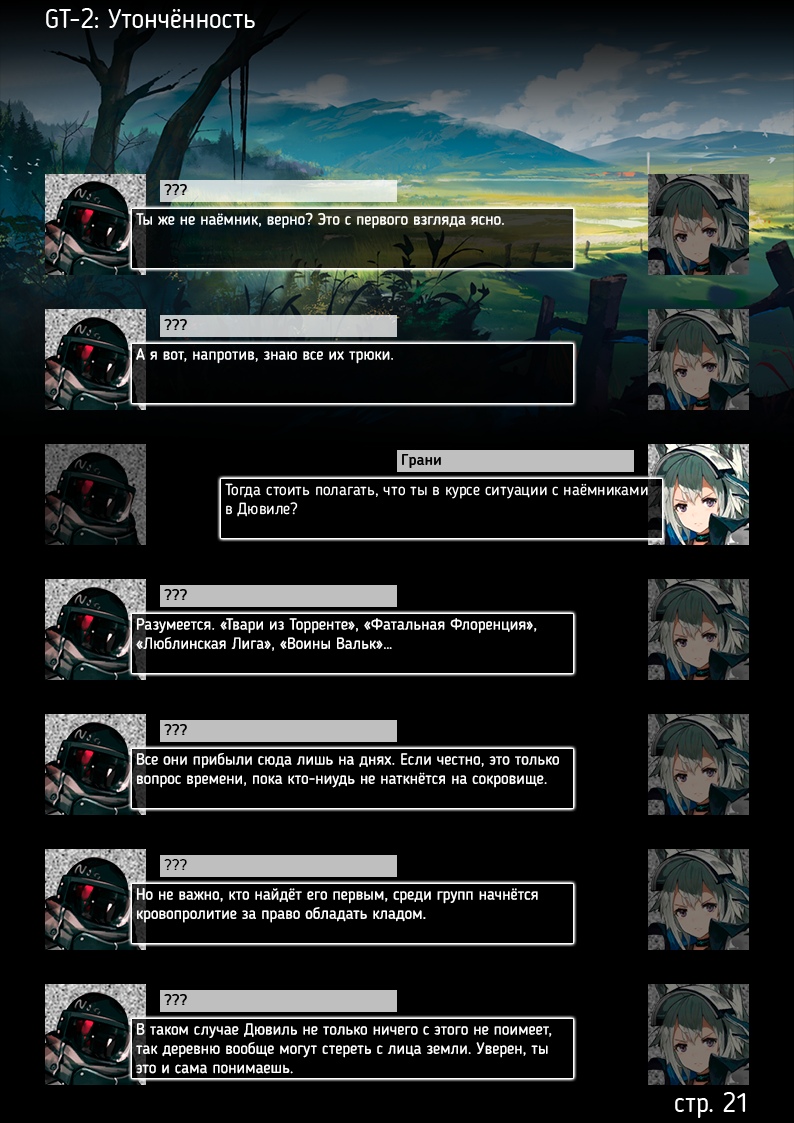 GT-2: Утончённость
???
Ты же не наёмник, верно? Это с первого взгляда ясно.
???
А я вот, напротив, знаю все их трюки.
Грани
Тогда стоить полагать, что ты в курсе ситуации с наёмниками
в Дювиле?
???
Разумеется. «Твари из Торренте», «Фатальная Флоренция»,
«Люблинская Лига», «Воины Вальк»...
???
Все они прибыли сюда лишь на днях. Если честно, это только
вопрос времени, пока кто-ниудь не наткнётся на сокровище.
???
Но не важно, кто найдёт его первым, среди групп начнётся
кровопролитие за право обладать кладом.
???
В таком случае Дювиль не только ничего с этого не поимеет,
так деревню вообще могут стереть с лица земли. Уверен, ты
это и сама понимаешь.
стр. 21